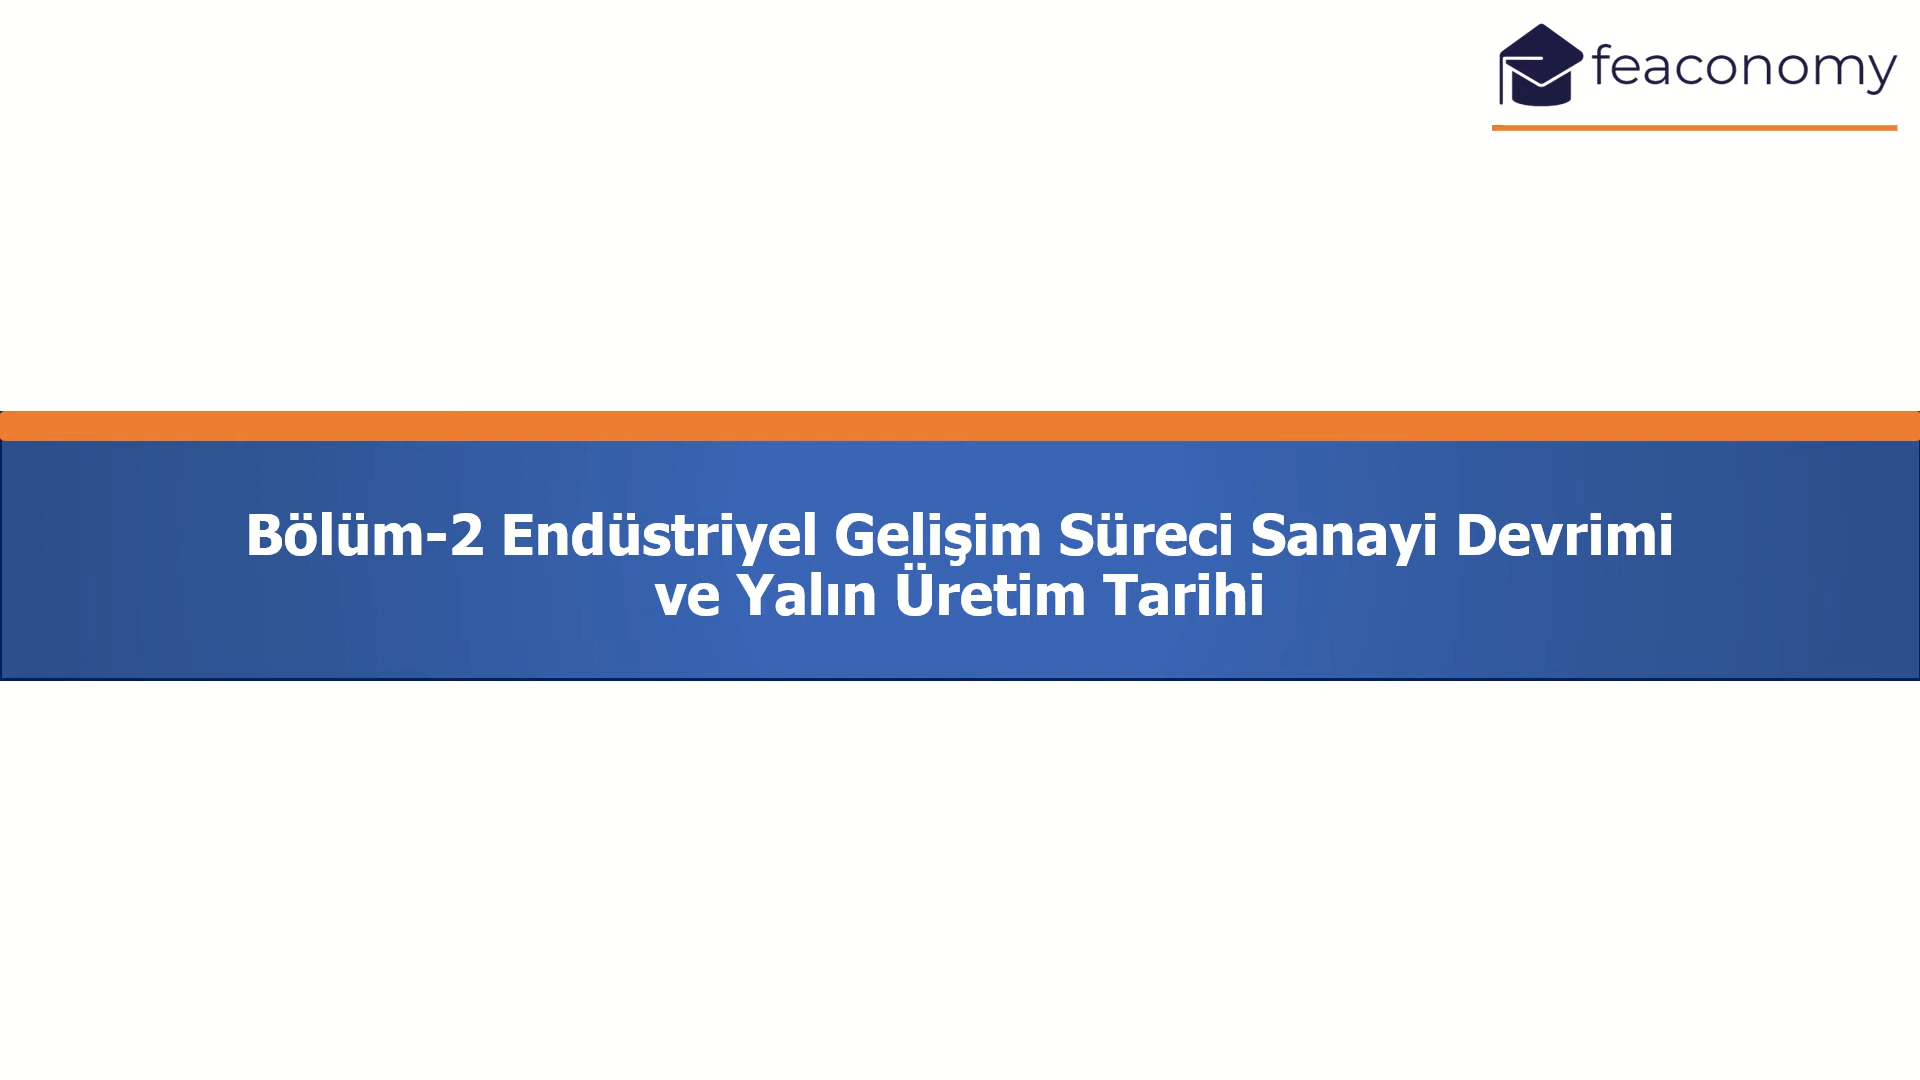 feaconomy
Bölüm-2 Endüstriyel Gelişim Süreci Sanayi Devrimi
ve Yalın Üretim Tarihi